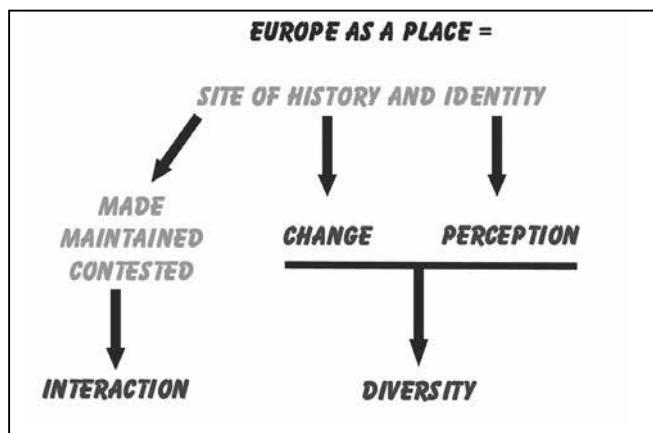 EUROPE AS A PLACE =
SITE OF HISTORY AND IDENTITY
MADE
MAINTAINED
CONTESTED
CHANGE
PERCEPTION
INTERACTION
DIVERSITY